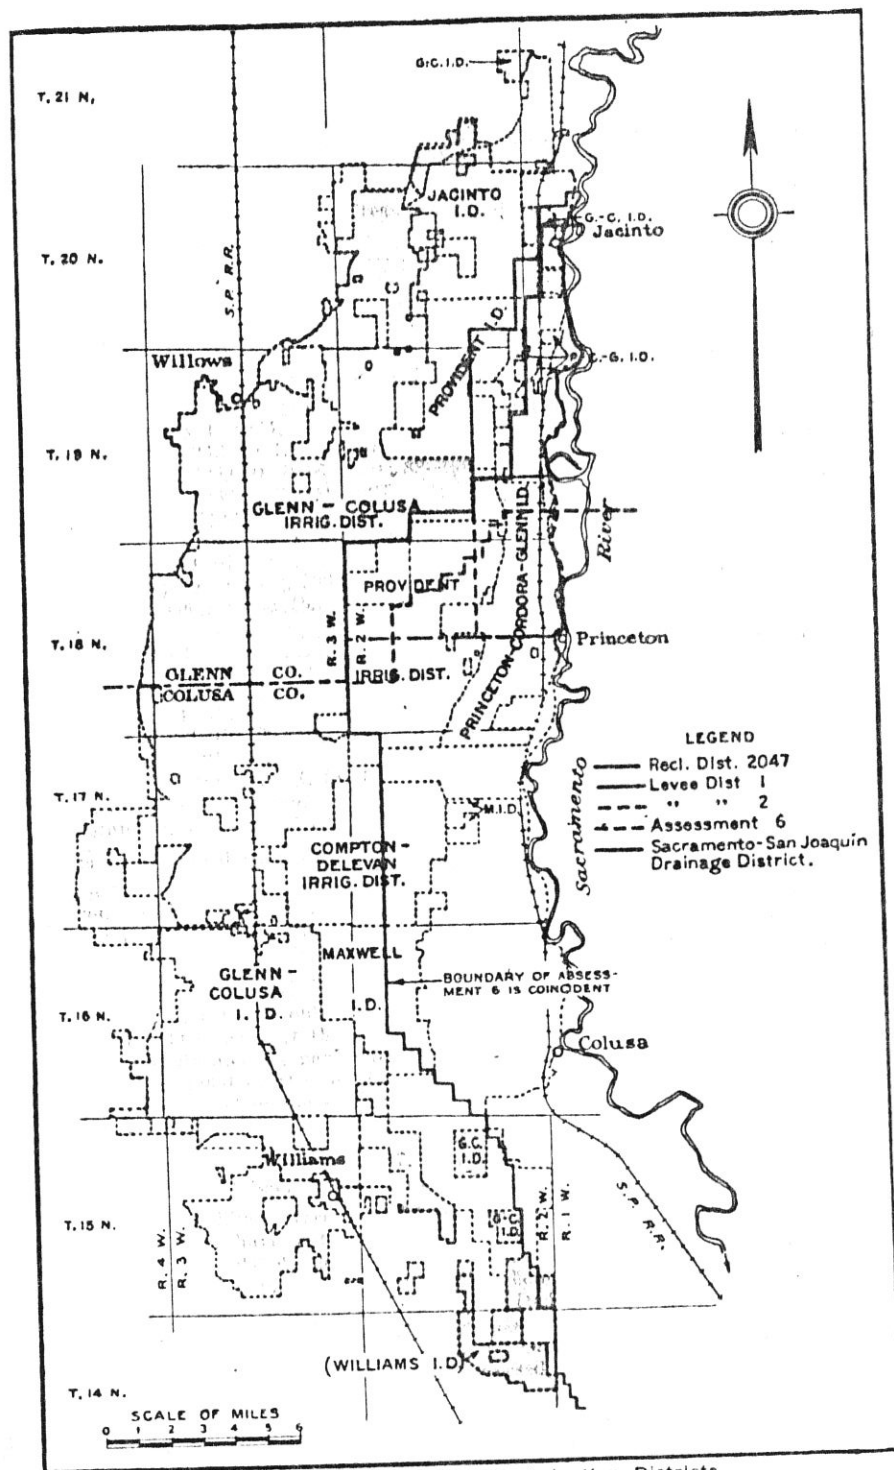 G.-C. I.D.
T. 21 N.
JACINTO
I.D.
G.-C. I.D.
Jacinto
T. 20 N.
S.P. R.R.
PROVIDENT I.D.
Willows
C.-G. I.D.
T. 19 N.
GLENN - COLUSA
IRRIG. DIST.
River
PROVIDENT
PRINCETON-CORDORA-GLENN I.D.
R. 3 W.
R. 2 W.
Princeton
T. 18 N.
GLENN CO.
COLUSA CO.
IRRIG. DIST.
LEGEND
Recl. Dist. 2047
Levee Dist 1
" " 2
Assessment 6
Sacramento-San Joaquin
Drainage District.
Sacramento
T. 17 N.
M.I.D.
COMPTON-
DELEVAN
IRRIG. DIST.
MAXWELL
I.D.
GLENN-
COLUSA
I. D.
BOUNDARY OF ASSESS-
MENT 6 IS COINCIDENT
T. 16 N.
Colusa
G.C.
I.D.
Williams
S.P. R.R.
T. 15 N.
R. 4 W.
R. 3 W.
G-C
I.D.
R. 2 W.
R. 1 W.
(WILLIAMS I.D.)
T. 14 N.
SCALE OF MILES
0 1 2 3 4 5 6
Districts